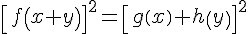 [f(x+y)]² = [g(x)+h(y)]²